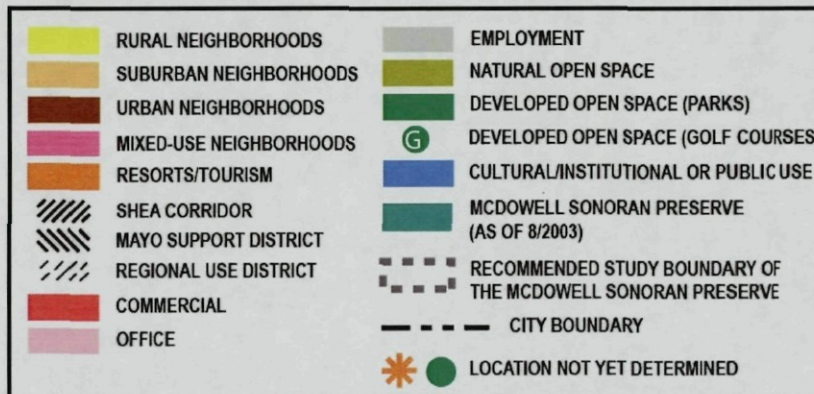 RURAL NEIGHBORHOODS
SUBURBAN NEIGHBORHOODS
URBAN NEIGHBORHOODS
MIXED-USE NEIGHBORHOODS
RESORTS/TOURISM
SHEA CORRIDOR
MAYO SUPPORT DISTRICT
REGIONAL USE DISTRICT
COMMERCIAL
OFFICE
EMPLOYMENT
NATURAL OPEN SPACE
DEVELOPED OPEN SPACE (PARKS)
G DEVELOPED OPEN SPACE (GOLF COURSES
CULTURAL/INSTITUTIONAL OR PUBLIC USE
MCDOWELL SONORAN PRESERVE
(AS OF 8/2003)
RECOMMENDED STUDY BOUNDARY OF
THE MCDOWELL SONORAN PRESERVE
CITY BOUNDARY
LOCATION NOT YET DETERMINED